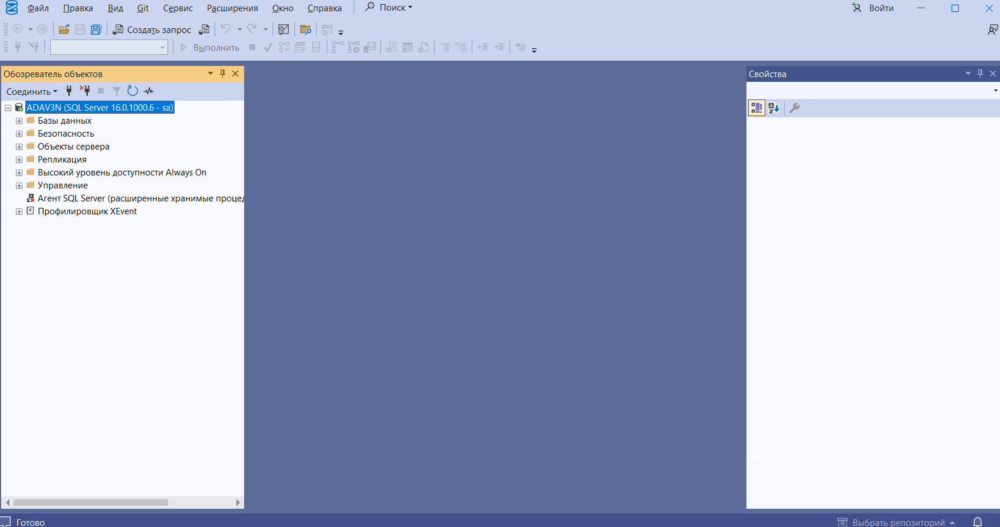 Файл Правка Вид Git Сервис Расширения Окно Справка Поиск Войти
Создать запрос
Выполнить
Обозреватель объектов
Соединить
ADAV3N (SQL Server 16.0.1000.6 - sa)
Базы данных
Безопасность
Объекты сервера
Репликация
Высокий уровень доступности Always On
Управление
Агент SQL Server (расширенные хранимые процед
Профилировщик XEvent
Свойства
Готово
Выбрать репозиторий